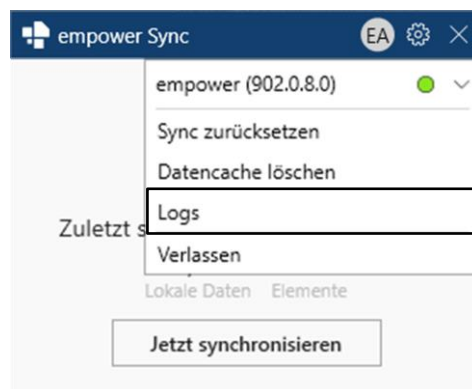 empower Sync EA
empower (902.0.8.0)
Sync zurücksetzen
Datencache löschen
Logs
Zuletzt s
Verlassen
Lokale Daten Elemente
Jetzt synchronisieren